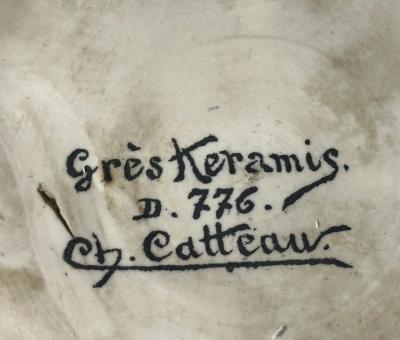 Grès Keramis.
D. 776.
Ch. Catteau.